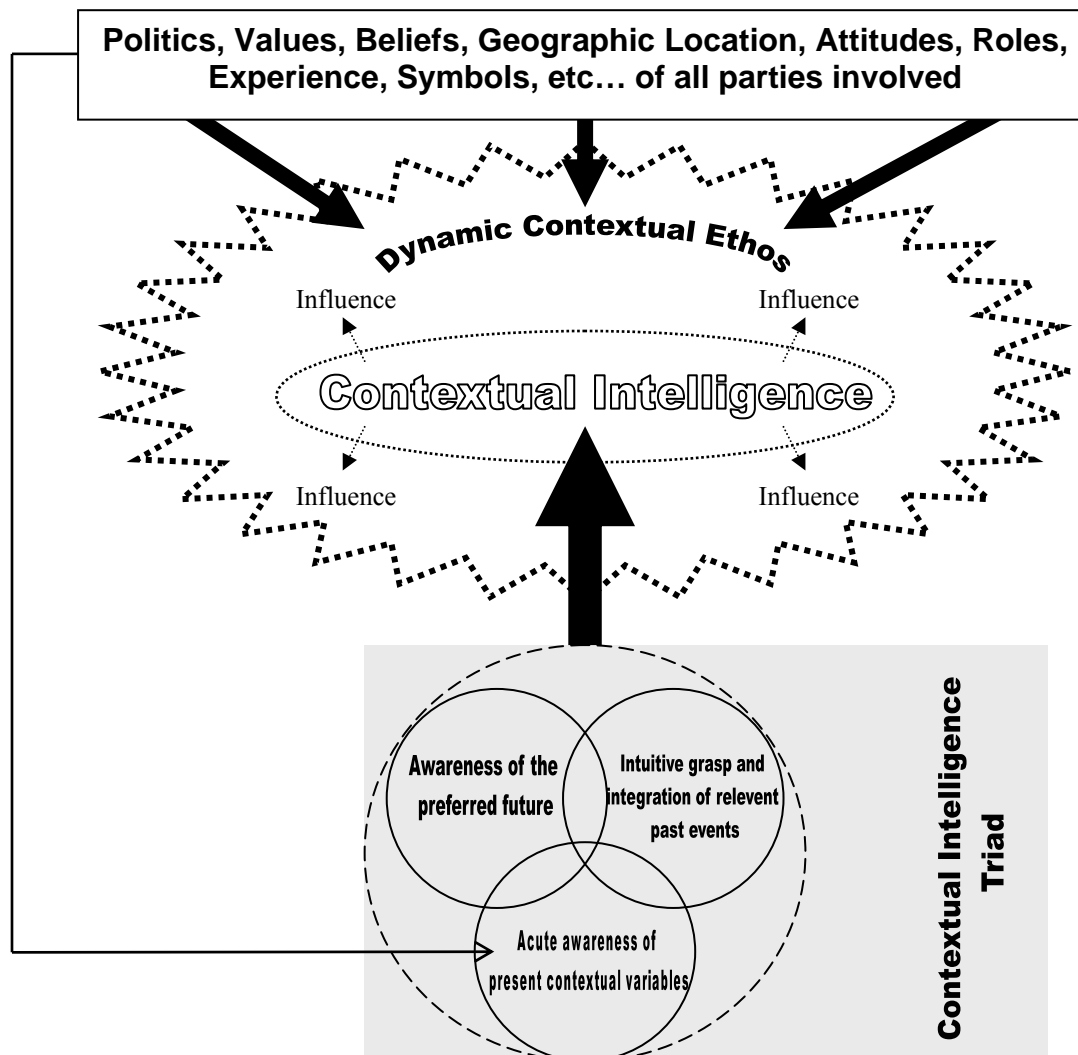 Politics, Values, Beliefs, Geographic Location, Attitudes, Roles,
Experience, Symbols, etc… of all parties involved
Dynamic Contextual Ethos
Influence
Influence
Contextual Intelligence
Influence
Influence
Awareness of the
preferred future
Intuitive grasp and
integration of relevent
past events
Acute awareness of
present contextual variables
Contextual Intelligence
Triad